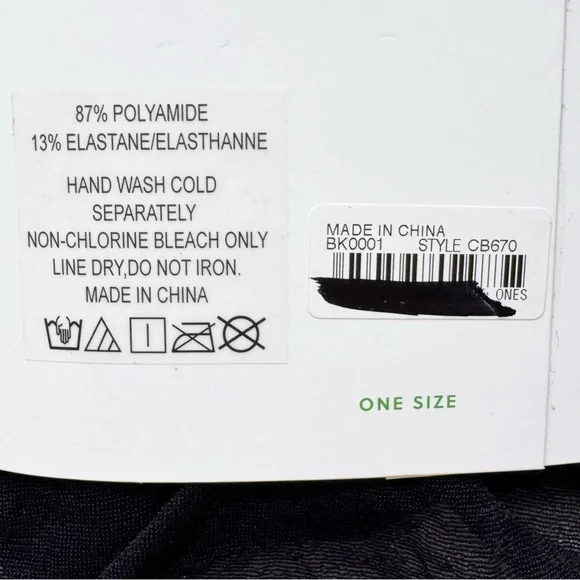 87% POLYAMIDE
13% ELASTANE/ELASTHANNE
HAND WASH COLD
SEPARATELY
NON-CHLORINE BLEACH ONLY
LINE DRY,DO NOT IRON.
MADE IN CHINA
MADE IN CHINA
BK0001 STYLE CB670
ONES
ONE SIZE